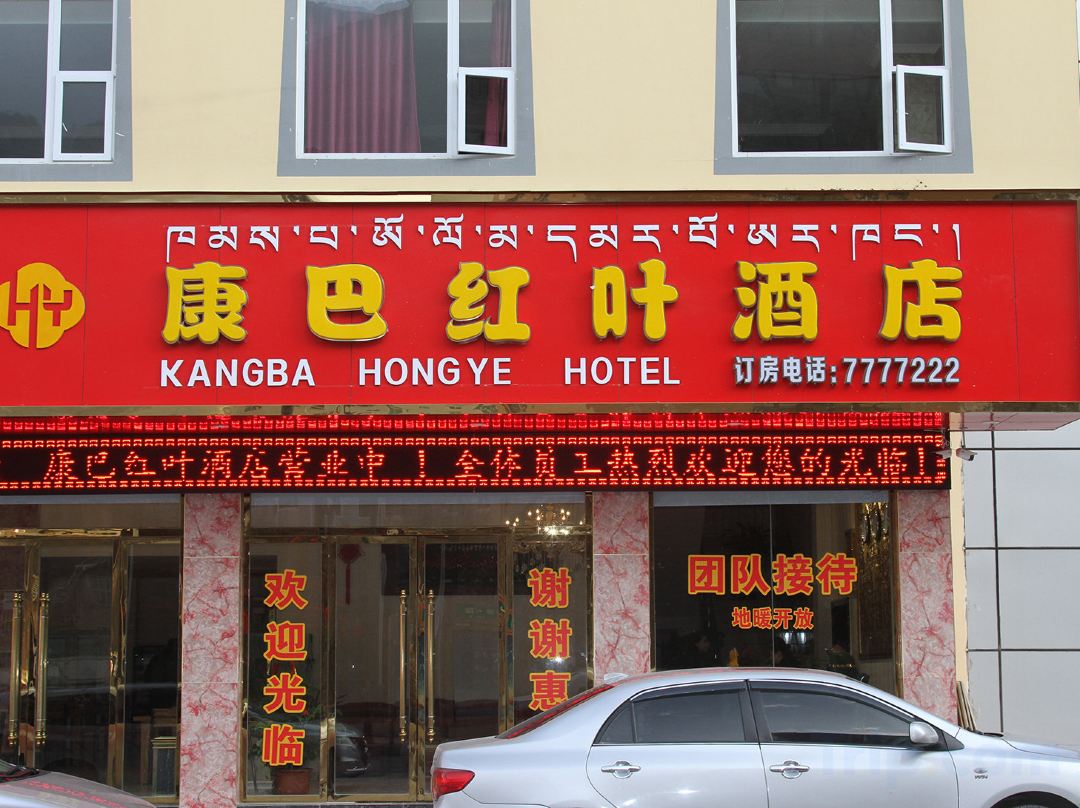 ཁམས་པ་ཨོ་ལོ་མ་དམར་པོ་ཨར་ཁང་།
HY
康巴红叶酒店
KANGBA HONGYE HOTEL
订房电话:7777222
康巴红叶酒店营业中！全体员工热烈欢迎您的光临！
欢迎光临
谢谢惠
团队接待
地暖开放